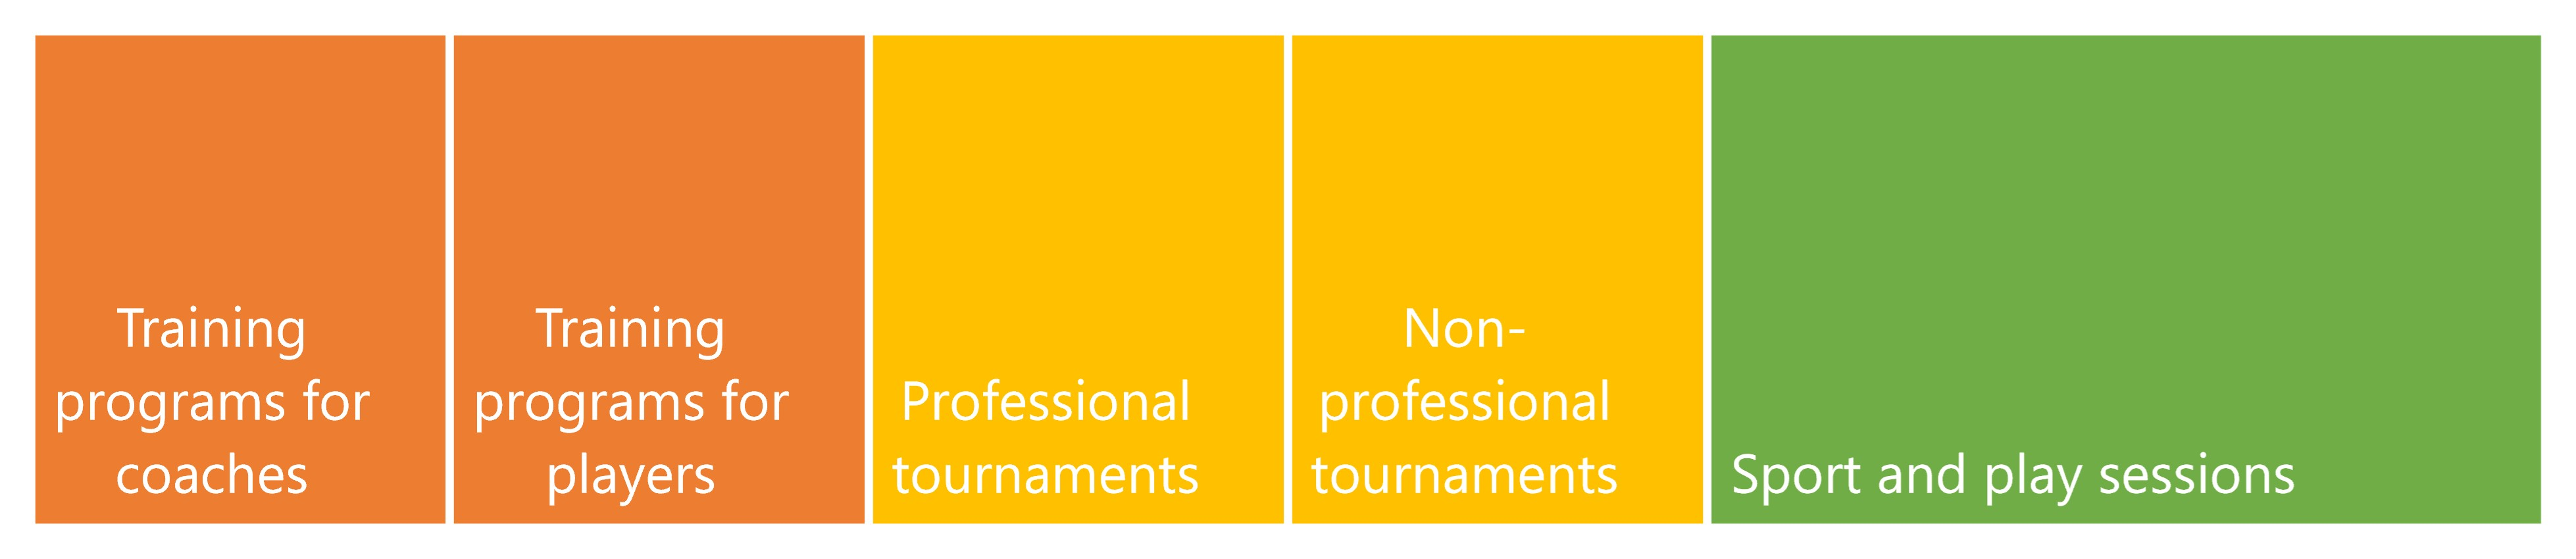 Training
programs for
coaches
Training
programs for
players
Professional
tournaments
Non-
professional
tournaments
Sport and play sessions